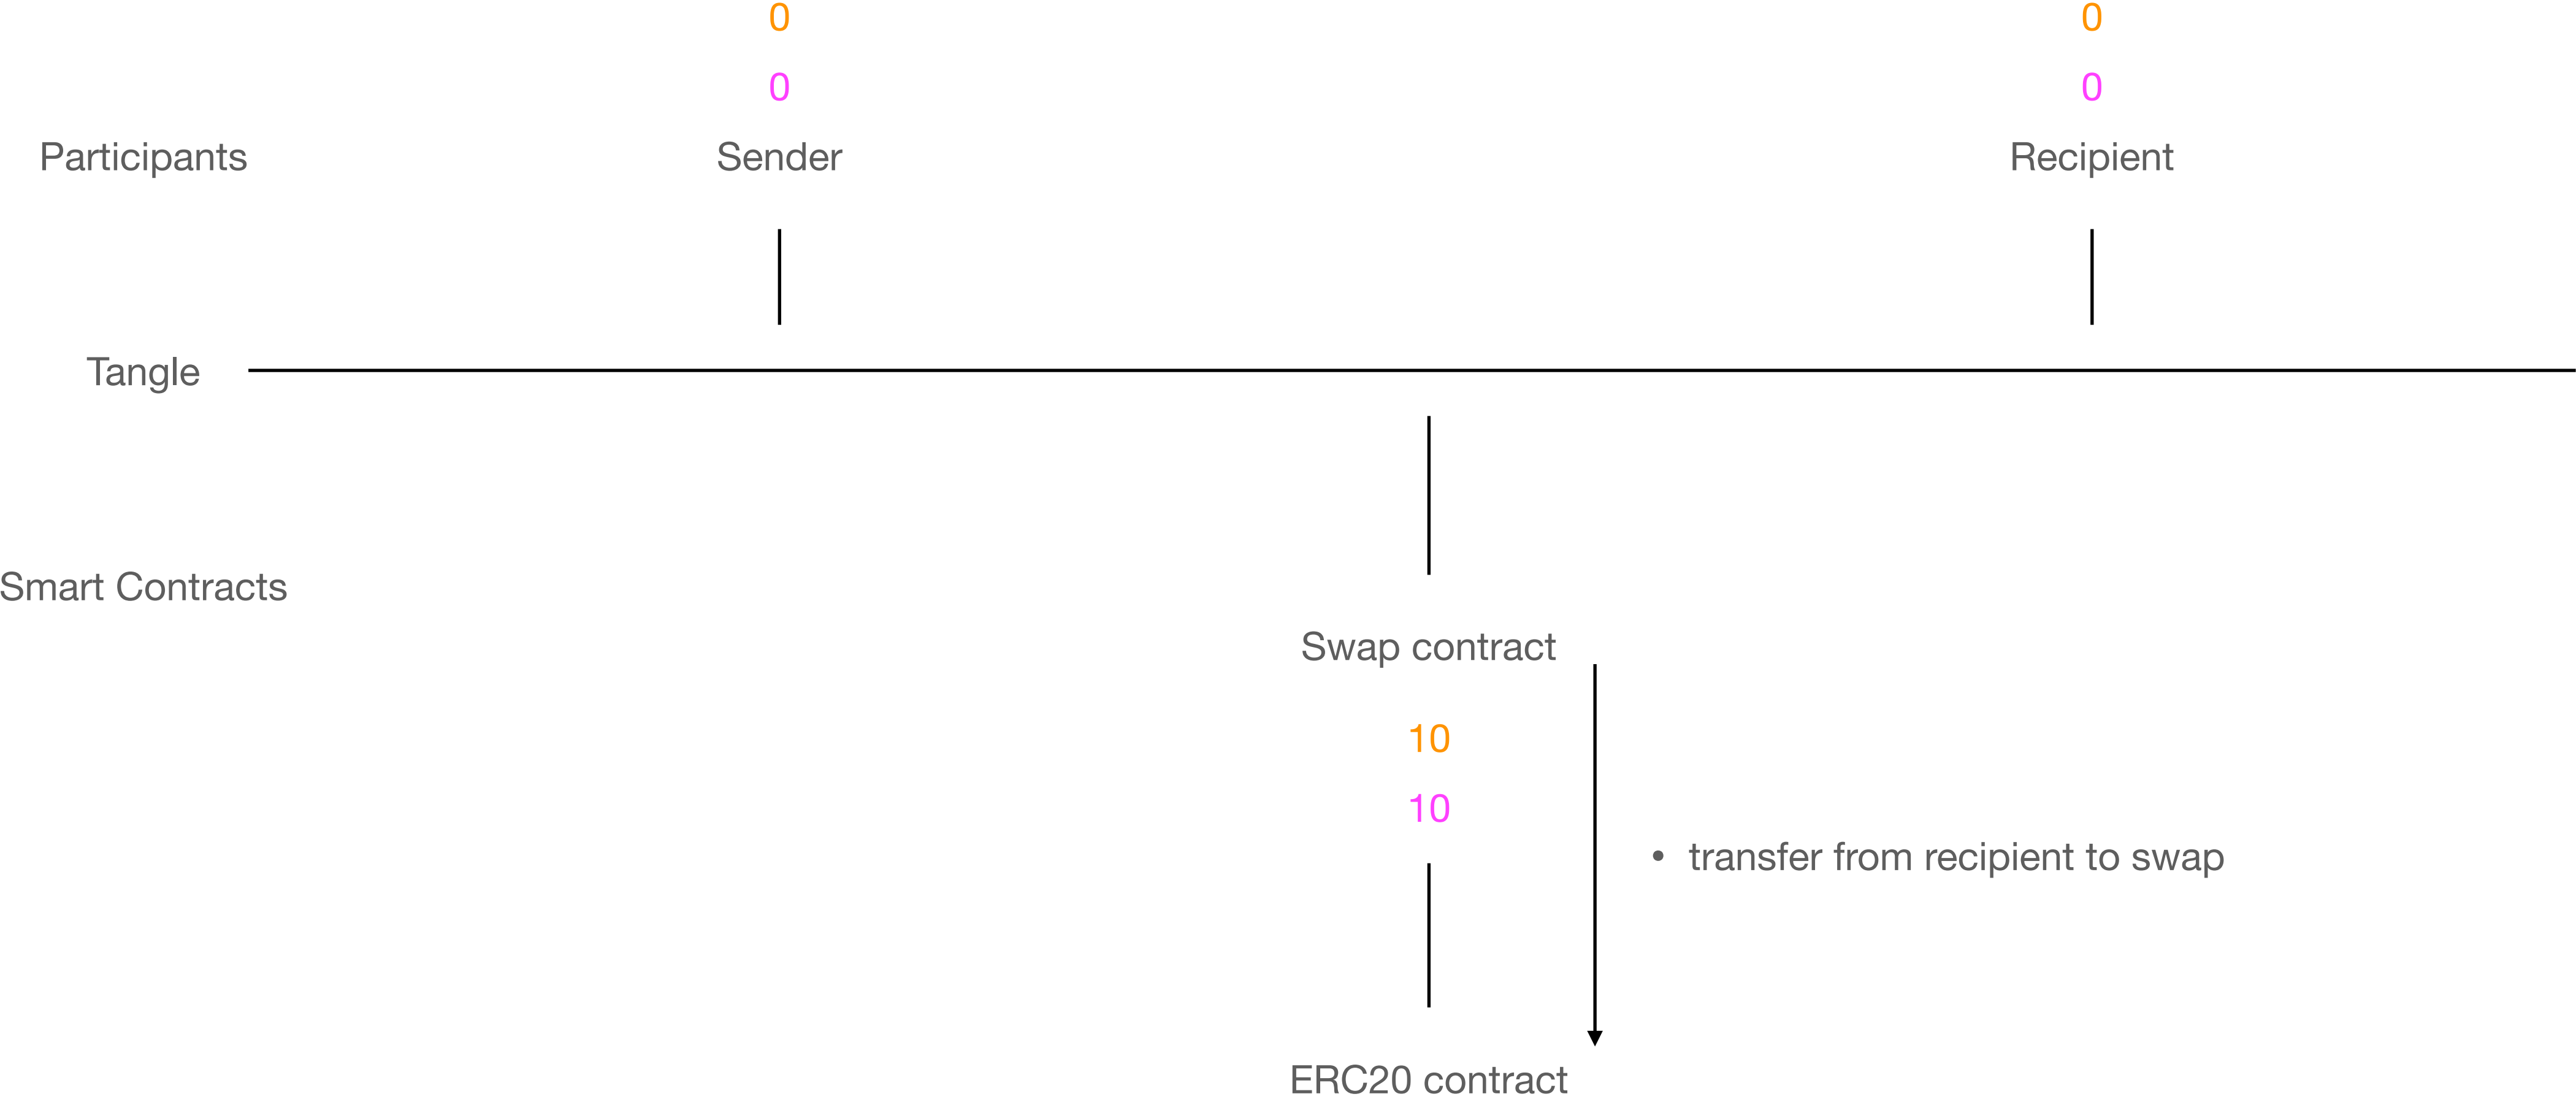 0
0
0
0
Participants
Sender
Recipient
Tangle
Smart Contracts
Swap contract
10
10
• transfer from recipient to swap
ERC20 contract